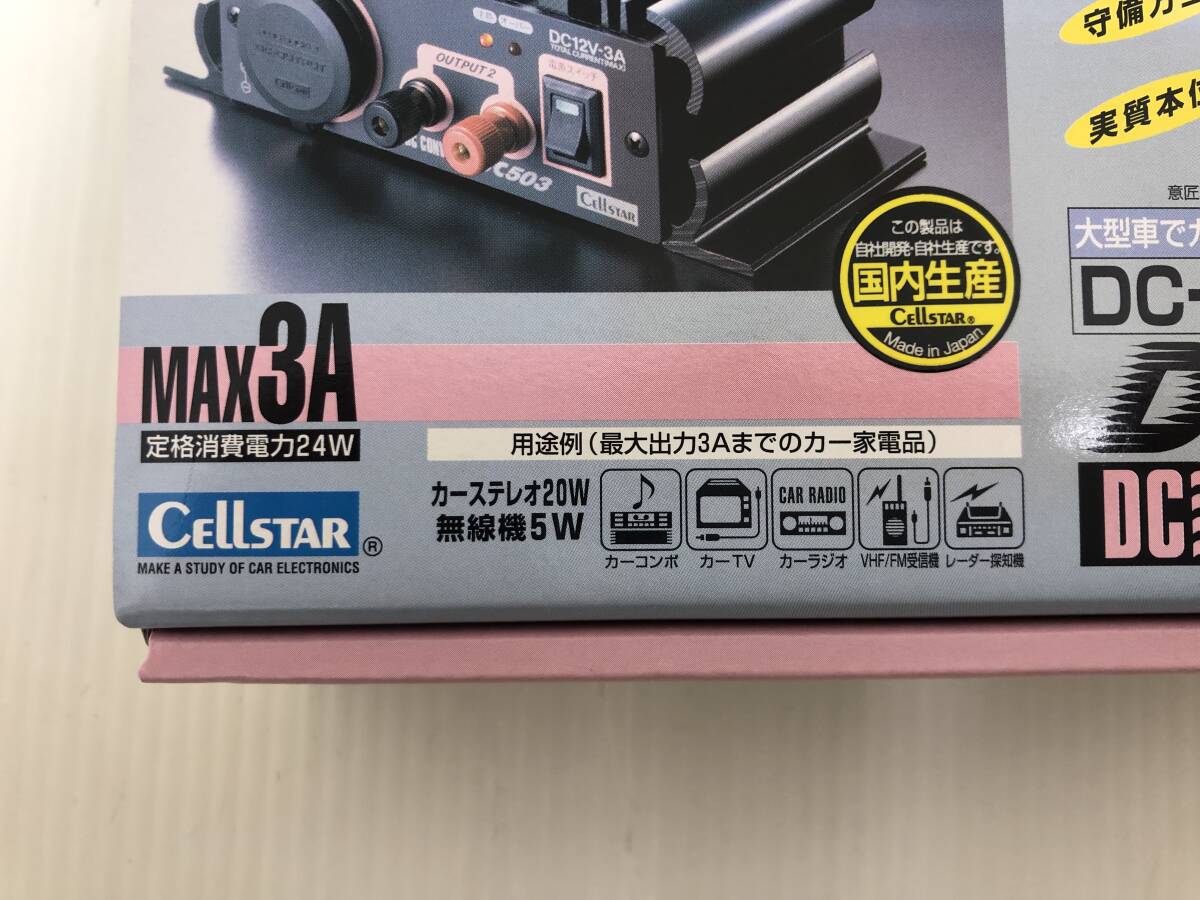 DC12V-3A
TOTAL CURRENT(MAX)
OUTPUT 2
電源スイッチ
CELLSTAR
この製品は
自社開発・自社生産です。
国内生産
CELLSTAR®
Made in Japan
MAX3A
定格消費電力24W
用途例(最大出力3Aまでのカー家電品)
カーステレオ20W
無線機5W
CAR RADIO
カーコンポ
カーTV
カーラジオ
VHF/FM受信機
レーダー探知機
CELLSTAR®
MAKE A STUDY OF CAR ELECTRONICS
守備力
実質本位
意匠
大型車で
DC-
DC